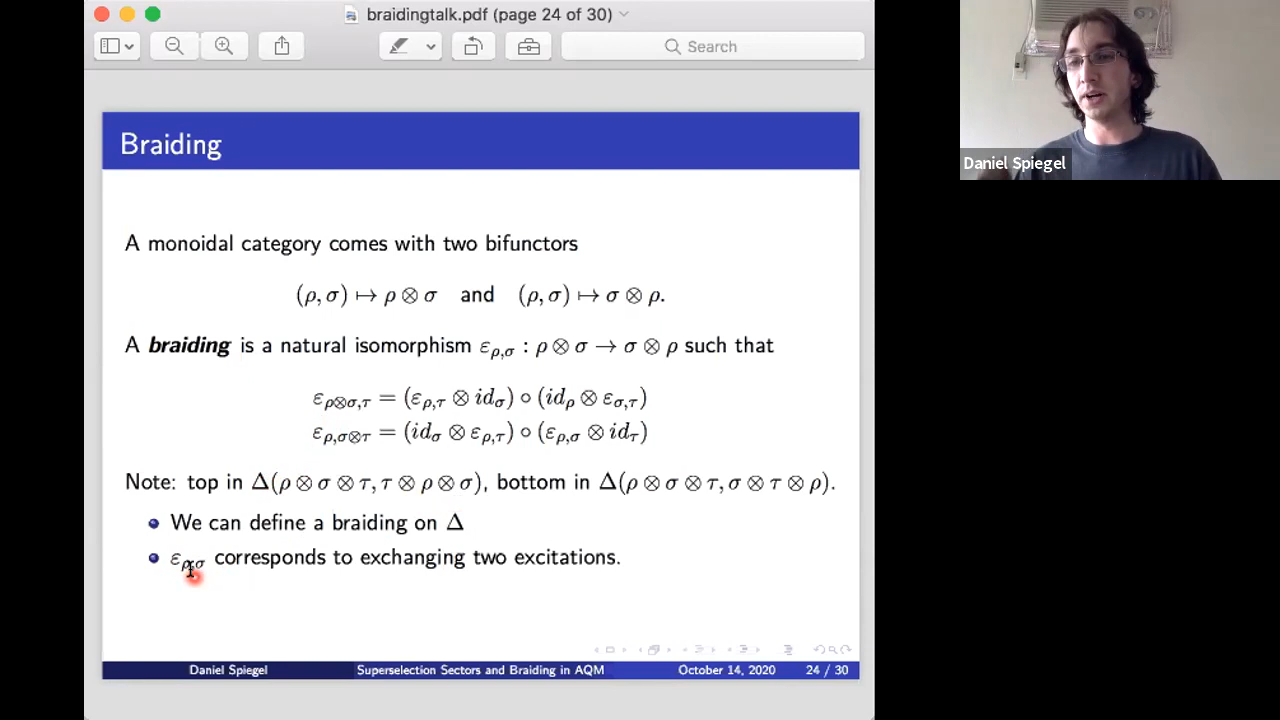 braidingtalk.pdf (page 24 of 30)
Search
Daniel Spiegel
Braiding
A monoidal category comes with two bifunctors
(ρ, σ) ↦ ρ ⊗ σ and (ρ, σ) ↦ σ ⊗ ρ.
A braiding is a natural isomorphism ε_{ρ,σ} : ρ ⊗ σ → σ ⊗ ρ such that
ε_{ρ⊗σ,τ} = (ε_{ρ,τ} ⊗ id_σ) ∘ (id_ρ ⊗ ε_{σ,τ})
ε_{ρ,σ⊗τ} = (id_σ ⊗ ε_{ρ,τ}) ∘ (ε_{ρ,σ} ⊗ id_τ)
Note: top in Δ(ρ ⊗ σ ⊗ τ, τ ⊗ ρ ⊗ σ), bottom in Δ(ρ ⊗ σ ⊗ τ, σ ⊗ τ ⊗ ρ).
We can define a braiding on Δ
ε_{ρ,σ} corresponds to exchanging two excitations.
Daniel Spiegel Superselection Sectors and Braiding in AQM October 14, 2020 24 / 30